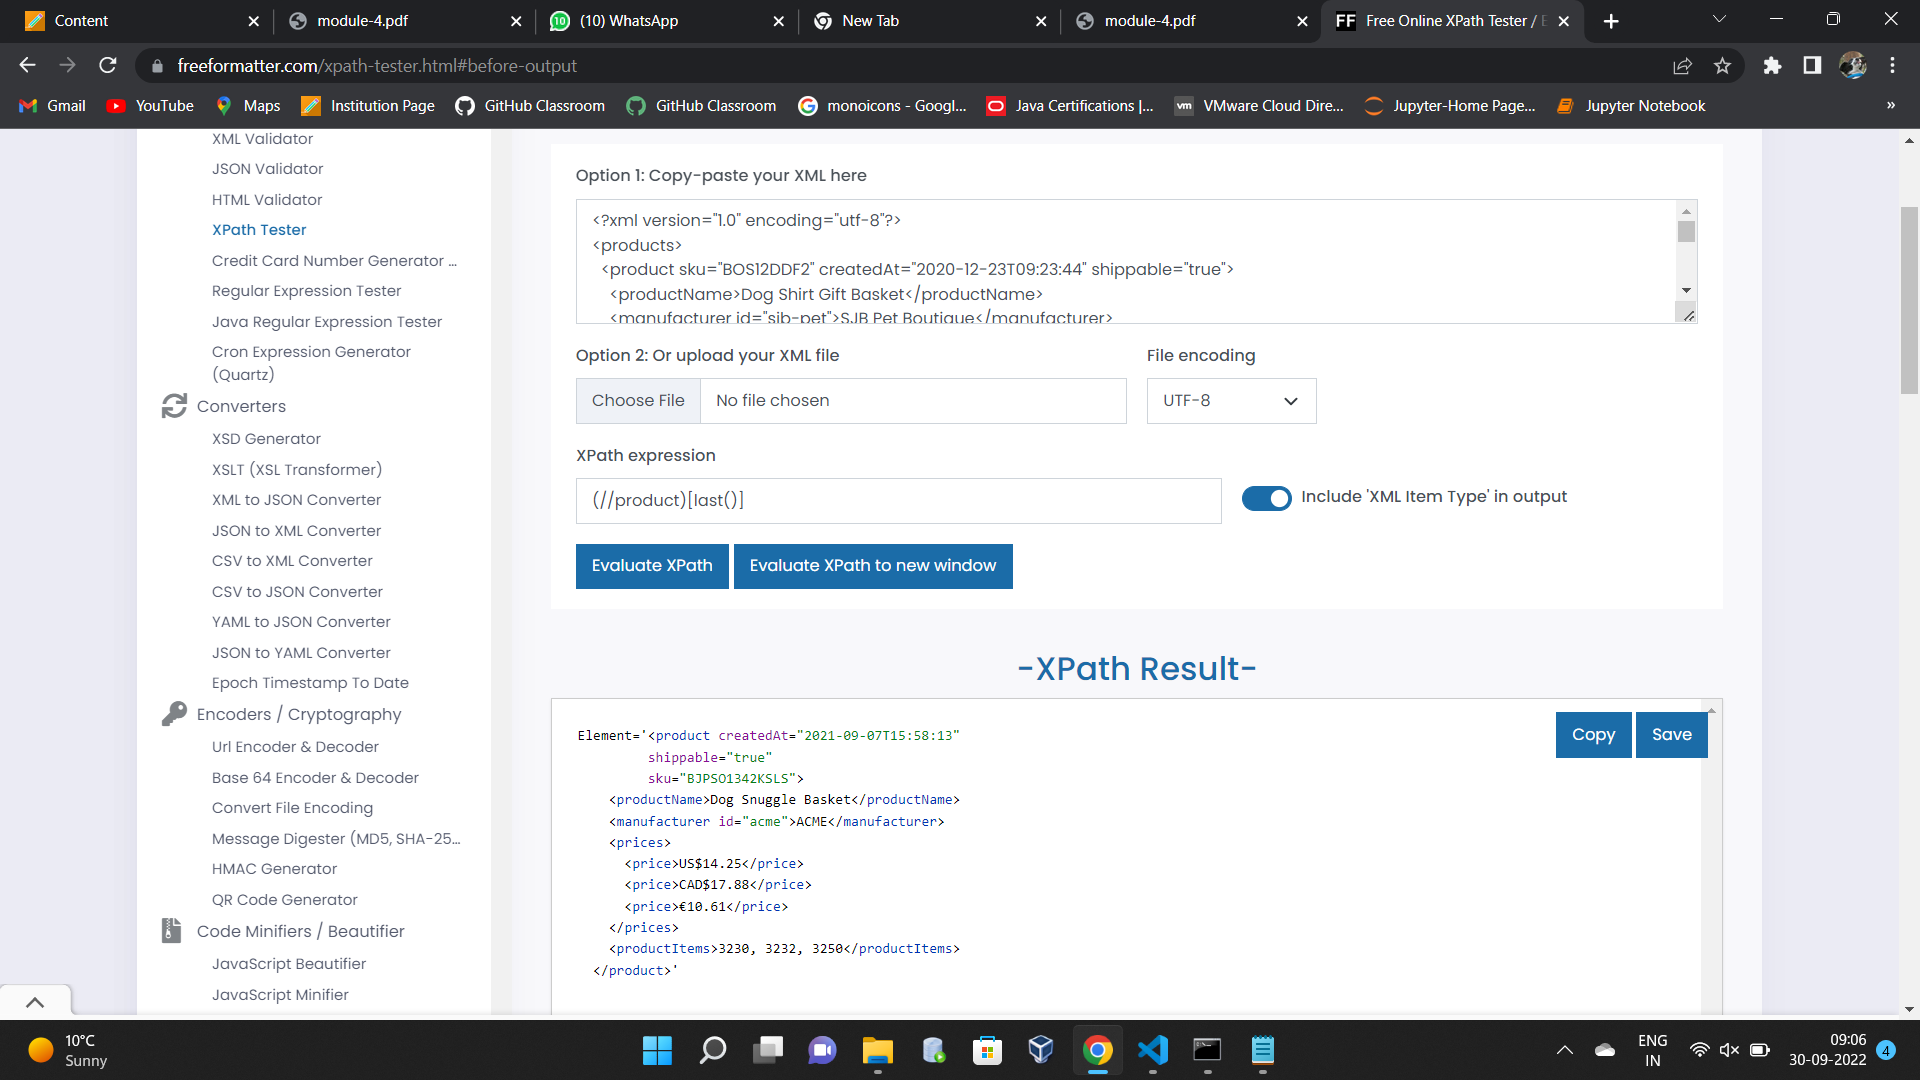 Content
module-4.pdf
(10) WhatsApp
New Tab
module-4.pdf
FF Free Online XPath Tester /
freeformatter.com/xpath-tester.html#before-output
Gmail
YouTube
Maps
Institution Page
GitHub Classroom
GitHub Classroom
monoicons - Googl...
Java Certifications |...
vm VMware Cloud Dire...
Jupyter-Home Page...
Jupyter Notebook
»
XML Validator
JSON Validator
HTML Validator
XPath Tester
Credit Card Number Generator ...
Regular Expression Tester
Java Regular Expression Tester
Cron Expression Generator
(Quartz)
Converters
XSD Generator
XSLT (XSL Transformer)
XML to JSON Converter
JSON to XML Converter
CSV to XML Converter
CSV to JSON Converter
YAML to JSON Converter
JSON to YAML Converter
Epoch Timestamp To Date
Encoders / Cryptography
Url Encoder & Decoder
Base 64 Encoder & Decoder
Convert File Encoding
Message Digester (MD5, SHA-25...
HMAC Generator
QR Code Generator
Code Minifiers / Beautifier
JavaScript Beautifier
JavaScript Minifier
Option 1: Copy-paste your XML here
<?xml version="1.0" encoding="utf-8"?>
<products>
<product sku="BOS12DDF2" createdAt="2020-12-23T09:23:44" shippable="true">
<productName>Dog Shirt Gift Basket</productName>
<manufacturer id="sjb-pet">SJB Pet Boutique</manufacturer>
Option 2: Or upload your XML file
File encoding
Choose File
No file chosen
UTF-8
XPath expression
(//product)[last()]
Include 'XML Item Type' in output
Evaluate XPath
Evaluate XPath to new window
-XPath Result-
Copy
Save
Element='<product createdAt="2021-09-07T15:58:13"
shippable="true"
sku="BJPSO1342KSLS">
<productName>Dog Snuggle Basket</productName>
<manufacturer id="acme">ACME</manufacturer>
<prices>
<price>US$14.25</price>
<price>CAD$17.88</price>
<price>€10.61</price>
</prices>
<productItems>3230, 3232, 3250</productItems>
</product>'
10°C
Sunny
ENG
IN
09:06
30-09-2022
4